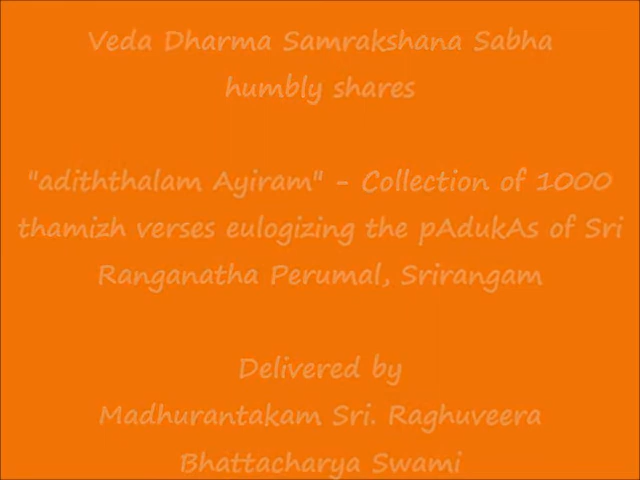 Veda Dharma Samrakshana Sabha
humbly shares
"adiththalam Ayiram" - Collection of 1000
thamizh verses eulogizing the pAdukAs of Sri
Ranganatha Perumal, Srirangam
Delivered by
Madhurantakam Sri. Raghuveera
Bhattacharya Swami